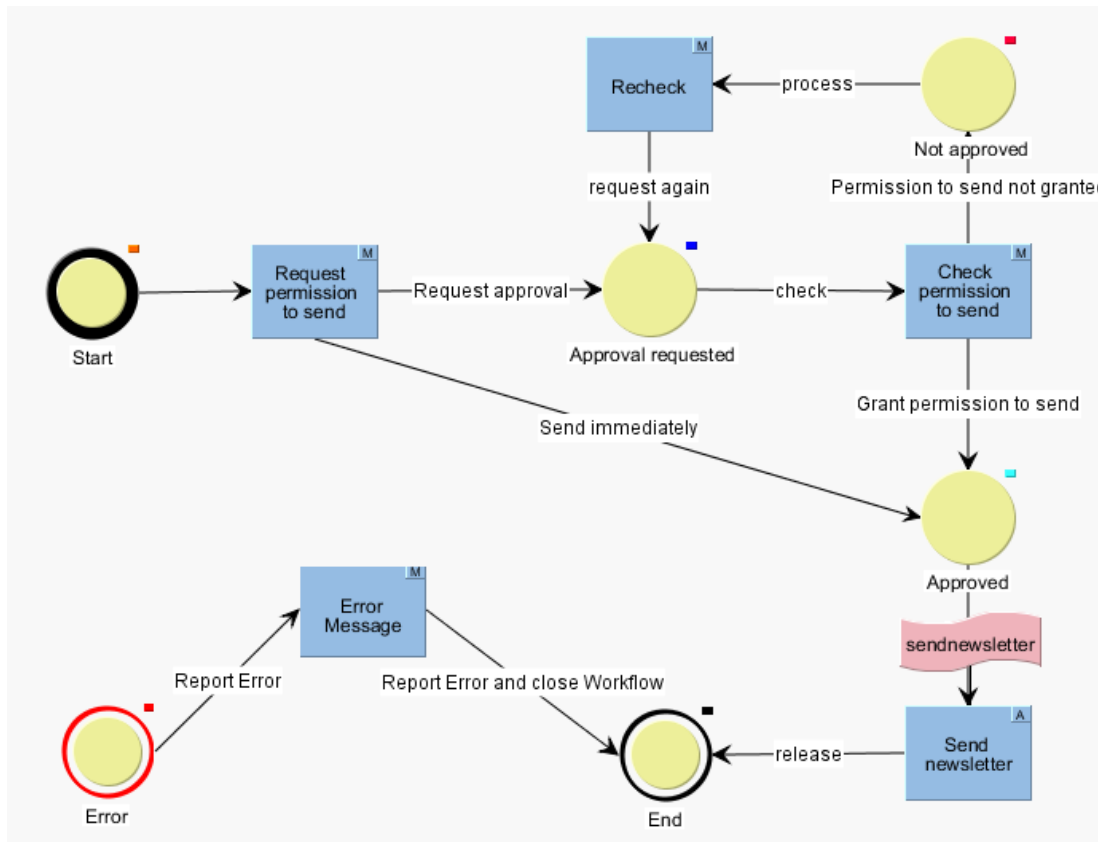 M
Recheck
process
Not approved
request again
Permission to send not grante
M
Request
permission
to send
Request approval
check
M
Check
permission
to send
Start
Approval requested
Grant permission to send
Send immediately
Approved
M
Error
Message
sendnewsletter
Report Error
Report Error and close Workflow
A
Send
newsletter
release
Error
End